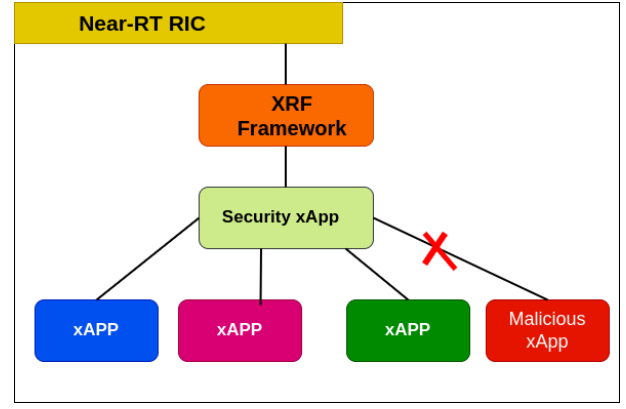 Near-RT RIC
XRF
Framework
Security xApp
xAPP
xAPP
xAPP
Malicious
xApp